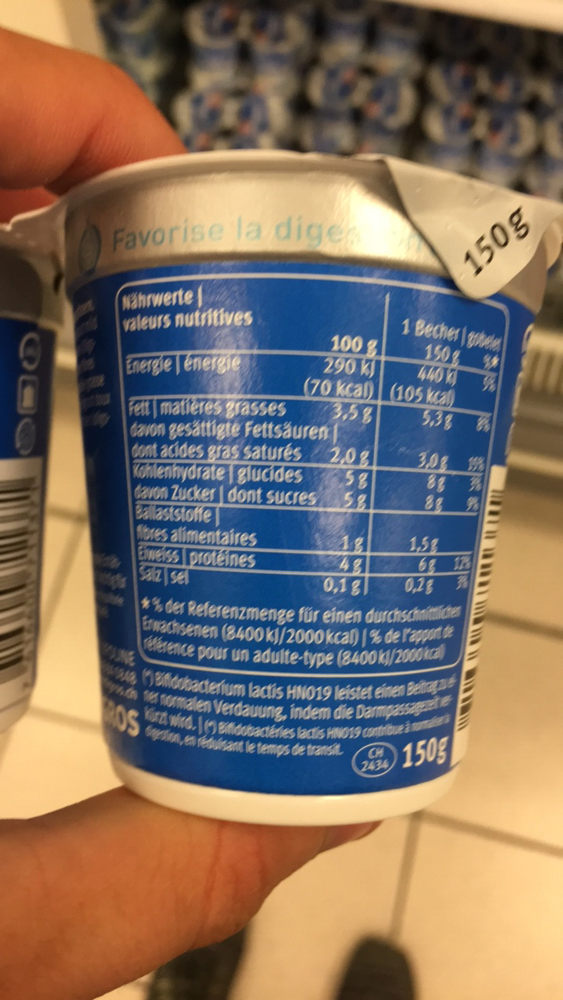 Favorise la diges
150g
Nährwerte |
valeurs nutritives
1 Becher | gobelet
100 g 150 g %*
Energie | énergie 290 kJ 440 kJ 5%
(70 kcal) (105 kcal)
Fett | matières grasses 3,5 g 5,3 g 8%
davon gesättigte Fettsäuren |
dont acides gras saturés 2,0 g 3,0 g 15%
Kohlenhydrate | glucides 5 g 8 g 3%
davon Zucker | dont sucres 5 g 8 g 9%
Ballaststoffe |
fibres alimentaires 1 g 1,5 g
Eiweiss | protéines 4 g 6 g 12%
Salz | sel 0,1 g 0,2 g 3%
*% der Referenzmenge für einen durchschnittlichen
Erwachsenen (8400 kJ/2000 kcal) | % de l'apport de
référence pour un adulte-type (8400 kJ/2000 kcal)
(*) Bifidobacterium lactis HN019 leistet einen Beitrag zu ei-
ner normalen Verdauung, indem die Darmpassagezeit ver-
kürzt wird. | (*) Bifidobactéries lactis HN019 contribue à normaliser la
digestion, en réduisant le temps de transit.
CH
2434
150g